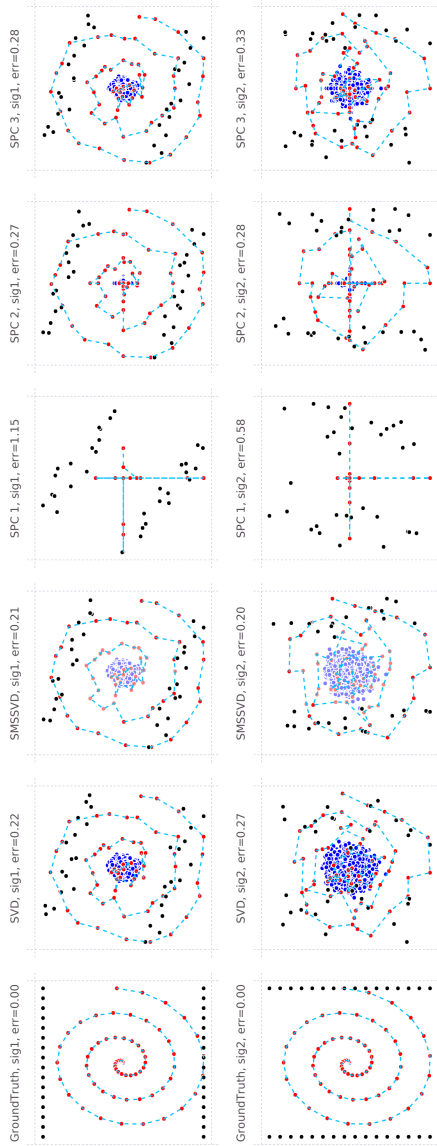 GroundTruth, sig1, err=0.00
SVD, sig1, err=0.22
SMSSVD, sig1, err=0.21
SPC 1, sig1, err=1.15
SPC 2, sig1, err=0.27
SPC 3, sig1, err=0.28
GroundTruth, sig2, err=0.00
SVD, sig2, err=0.27
SMSSVD, sig2, err=0.20
SPC 1, sig2, err=0.58
SPC 2, sig2, err=0.28
SPC 3, sig2, err=0.33